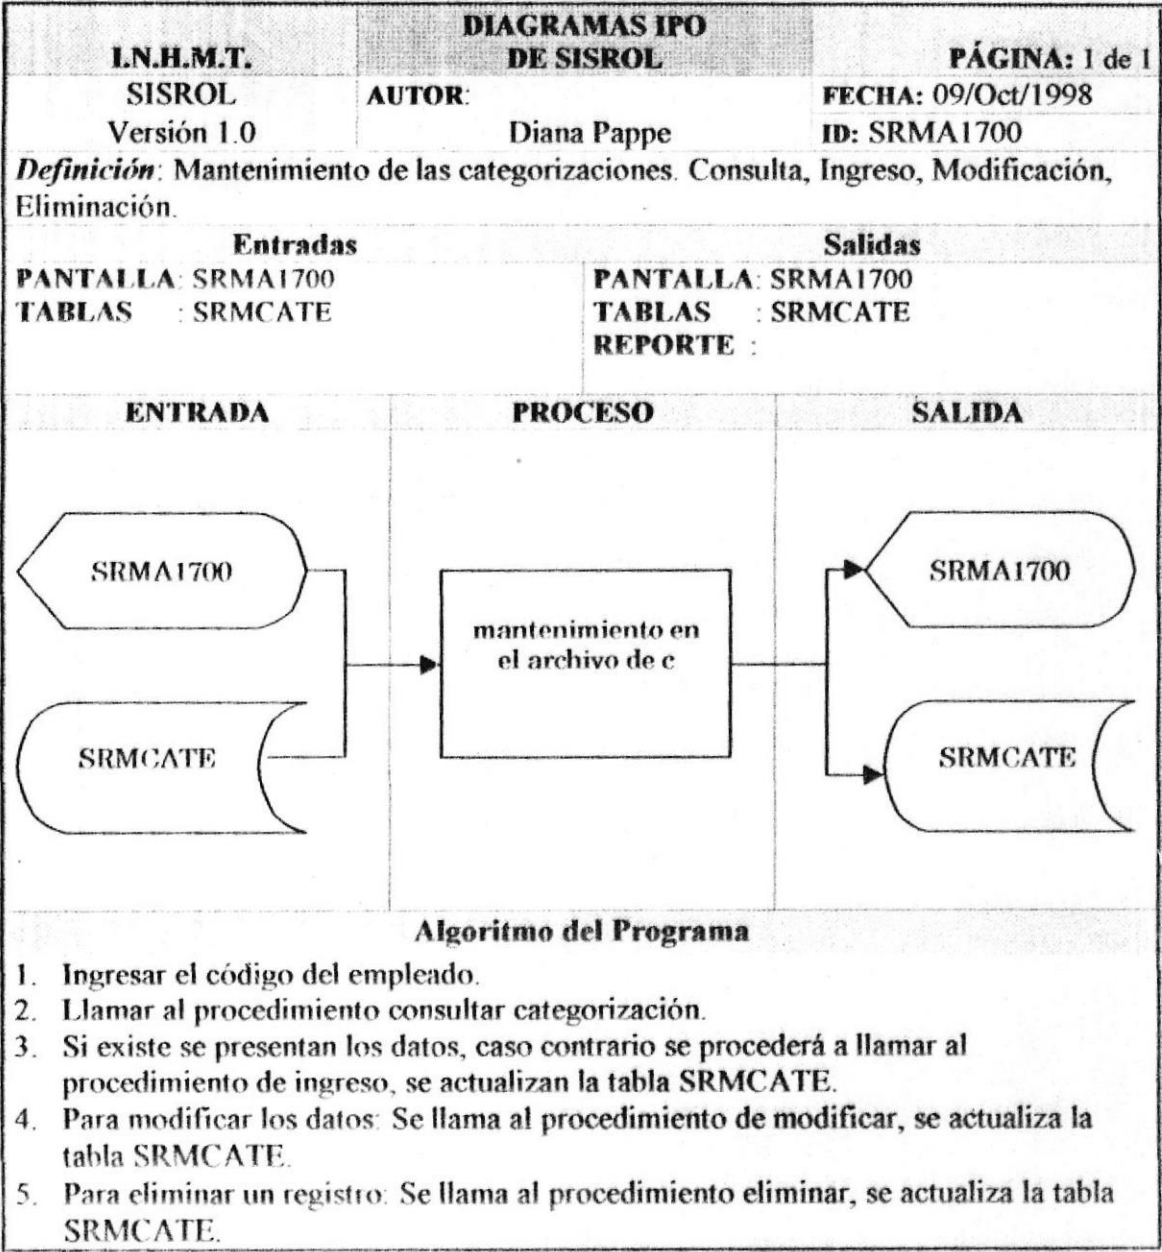 I.N.H.M.T.
DIAGRAMAS IPO
DE SISROL
PÁGINA: 1 de 1
SISROL
Versión 1.0
AUTOR:
Diana Pappe
FECHA: 09/Oct/1998
ID: SRMA1700
Definición: Mantenimiento de las categorizaciones. Consulta, Ingreso, Modificación,
Eliminación.
Entradas
PANTALLA: SRMA1700
TABLAS : SRMCATE
Salidas
PANTALLA: SRMA1700
TABLAS : SRMCATE
REPORTE :
ENTRADA
PROCESO
SALIDA
SRMA1700
SRMCATE
mantenimiento en
el archivo de c
SRMA1700
SRMCATE
Algoritmo del Programa
1. Ingresar el código del empleado.
2. Llamar al procedimiento consultar categorización.
3. Si existe se presentan los datos, caso contrario se procederá a llamar al
procedimiento de ingreso, se actualizan la tabla SRMCATE.
4. Para modificar los datos: Se llama al procedimiento de modificar, se actualiza la
tabla SRMCATE.
5. Para eliminar un registro: Se llama al procedimiento eliminar, se actualiza la tabla
SRMCATE.